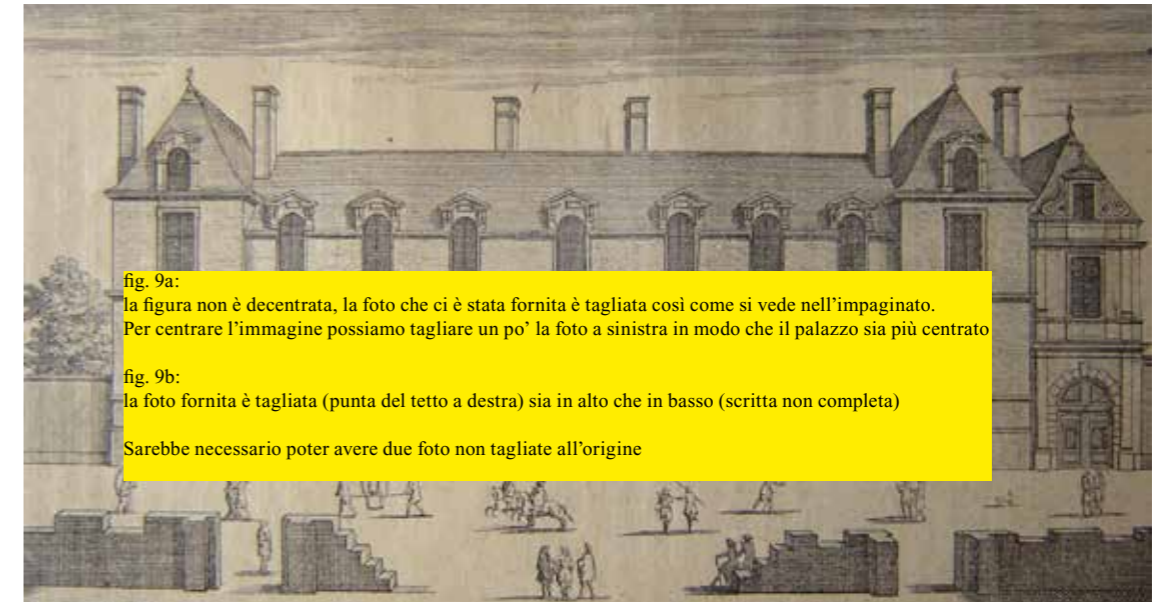 fig. 9a:
la figura non è decentrata, la foto che ci è stata fornita è tagliata così come si vede nell’impaginato.
Per centrare l’immagine possiamo tagliare un po’ la foto a sinistra in modo che il palazzo sia più centrato
fig. 9b:
la foto fornita è tagliata (punta del tetto a destra) sia in alto che in basso (scritta non completa)
Sarebbe necessario poter avere due foto non tagliate all’origine